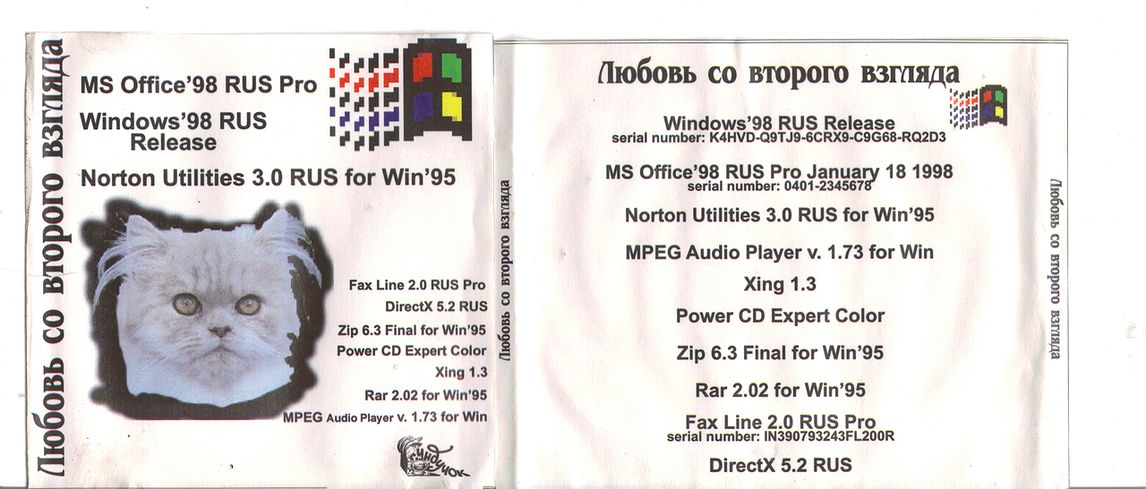 Любовь со второго взгляда
MS Office'98 RUS Pro
Windows'98 RUS
Release
Norton Utilities 3.0 RUS for Win'95
Fax Line 2.0 RUS Pro
DirectX 5.2 RUS
Zip 6.3 Final for Win'95
Power CD Expert Color
Xing 1.3
Rar 2.02 for Win'95
MPEG Audio Player v. 1.73 for Win
Индучок
Любовь со второго взгляда
Любовь со второго взгляда
Windows'98 RUS Release
serial number: K4HVD-Q9TJ9-6CRX9-C9G68-RQ2D3
MS Office'98 RUS Pro January 18 1998
serial number: 0401-2345678
Norton Utilities 3.0 RUS for Win'95
MPEG Audio Player v. 1.73 for Win
Xing 1.3
Power CD Expert Color
Zip 6.3 Final for Win'95
Rar 2.02 for Win'95
Fax Line 2.0 RUS Pro
serial number: IN390793243FL200R
DirectX 5.2 RUS
Любовь со второго взгляда